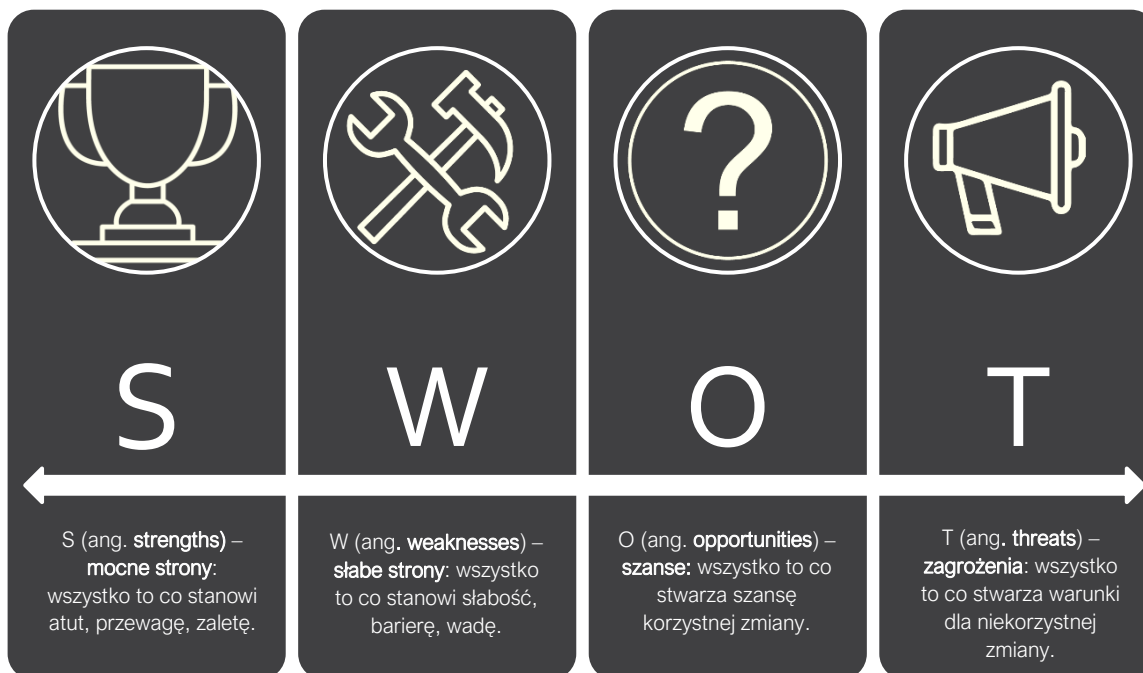 S
W
O
T
S (ang. strengths) –
mocne strony:
wszystko to co stanowi
atut, przewagę, zaletę.
W (ang. weaknesses) –
słabe strony: wszystko
to co stanowi słabość,
barierę, wadę.
O (ang. opportunities) –
szanse: wszystko to co
stwarza szansę
korzystnej zmiany.
T (ang. threats) –
zagrożenia: wszystko
to co stwarza warunki
dla niekorzystnej
zmiany.